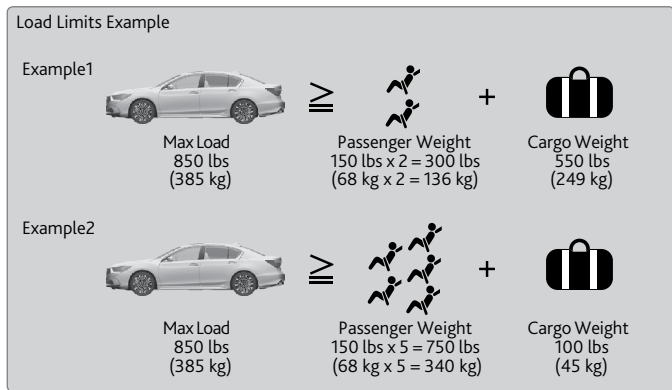 Load Limits Example
Example1
≧ +
Max Load Passenger Weight Cargo Weight
850 lbs 150 lbs x 2 = 300 lbs 550 lbs
(385 kg) (68 kg x 2 = 136 kg) (249 kg)
Example2
≧ +
Max Load Passenger Weight Cargo Weight
850 lbs 150 lbs x 5 = 750 lbs 100 lbs
(385 kg) (68 kg x 5 = 340 kg) (45 kg)